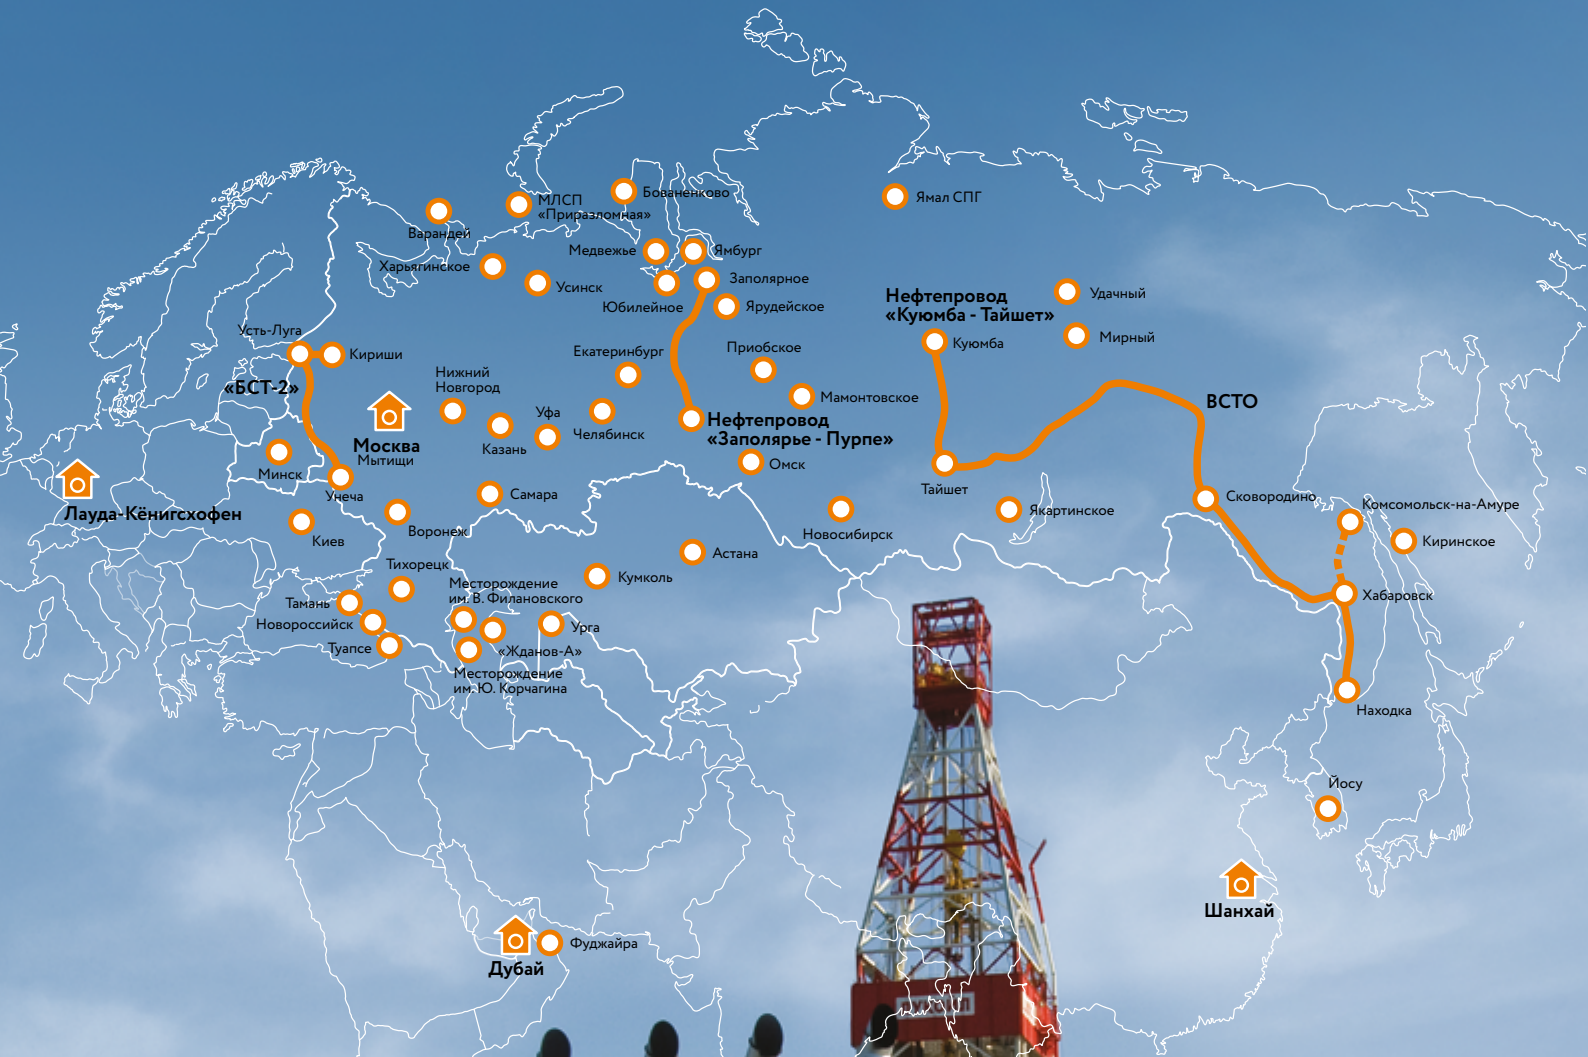 Бованенково
Ямал СПГ
МЛСП
«Приразломная»
Варандей
Медвежье
Ямбург
Харьягинское
Усинск
Заполярное
Юбилейное
Ярудейское
Удачный
Нефтепровод
«Куюмба - Тайшет»
Мирный
Куюмба
Усть-Луга
Кириши
«БСТ-2»
Екатеринбург
Приобское
Нижний
Новгород
Мамонтовское
ВСТО
Уфа
Казань
Челябинск
Нефтепровод
«Заполярье - Пурпе»
Москва
Мытищи
Минск
Унеча
Омск
Тайшет
Самара
Сковородино
Комсомольск-на-Амуре
Лауда-Кёнигсхофен
Якартинское
Воронеж
Новосибирск
Киев
Киринское
Астана
Тихорецк
Кумколь
Месторождение
им. В. Филановского
Хабаровск
Тамань
Новороссийск
Урга
Туапсе
«Жданов-А»
Месторождение
им. Ю. Корчагина
Находка
Йосу
Шанхай
Фуджайра
Дубай